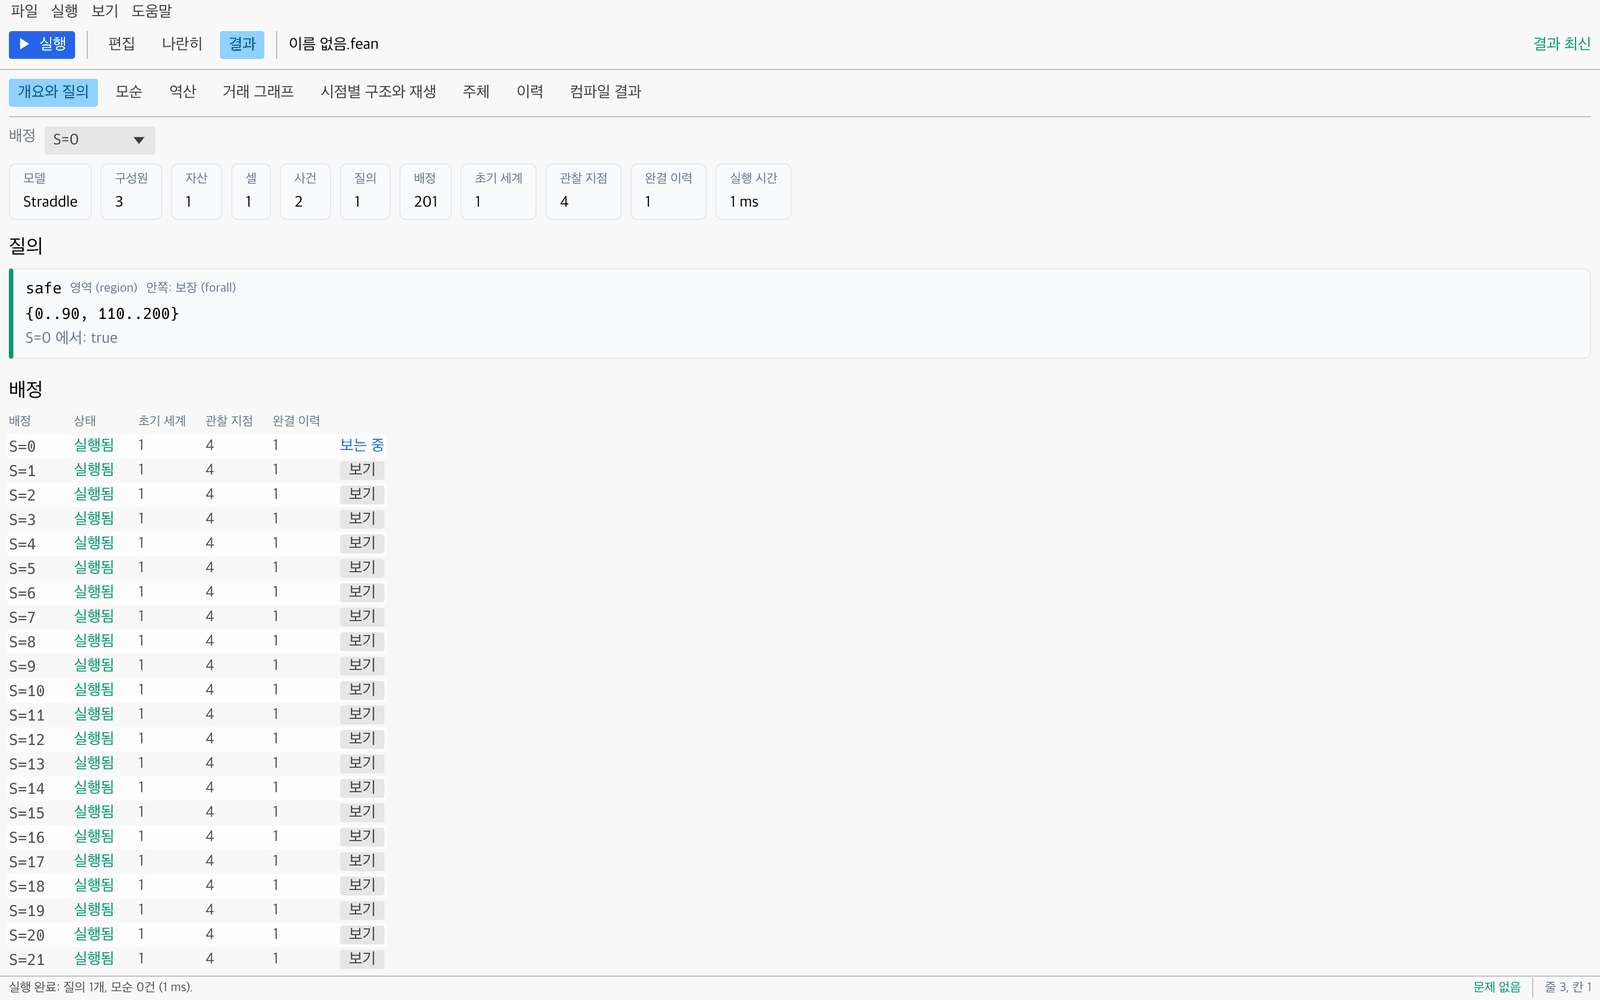 파일 실행 보기 도움말
▶ 실행 편집 나란히 결과 이름 없음.fean 결과 최신
개요와 질의 모순 역산 거래 그래프 시점별 구조와 재생 주체 이력 컴파일 결과
배정 S=0
모델 구성원 자산 셀 사건 질의 배정 초기 세계 관찰 지점 완결 이력 실행 시간
Straddle 3 1 1 2 1 201 1 4 1 1 ms
질의
safe 영역 (region) 안쪽: 보장 (forall)
{0..90, 110..200}
S=0 에서: true
배정
배정 상태 초기 세계 관찰 지점 완결 이력
S=0 실행됨 1 4 1 보는 중
S=1 실행됨 1 4 1 보기
S=2 실행됨 1 4 1 보기
S=3 실행됨 1 4 1 보기
S=4 실행됨 1 4 1 보기
S=5 실행됨 1 4 1 보기
S=6 실행됨 1 4 1 보기
S=7 실행됨 1 4 1 보기
S=8 실행됨 1 4 1 보기
S=9 실행됨 1 4 1 보기
S=10 실행됨 1 4 1 보기
S=11 실행됨 1 4 1 보기
S=12 실행됨 1 4 1 보기
S=13 실행됨 1 4 1 보기
S=14 실행됨 1 4 1 보기
S=15 실행됨 1 4 1 보기
S=16 실행됨 1 4 1 보기
S=17 실행됨 1 4 1 보기
S=18 실행됨 1 4 1 보기
S=19 실행됨 1 4 1 보기
S=20 실행됨 1 4 1 보기
S=21 실행됨 1 4 1 보기
실행 완료: 질의 1개, 모순 0건 (1 ms). 문제 없음 줄 3, 칸 1